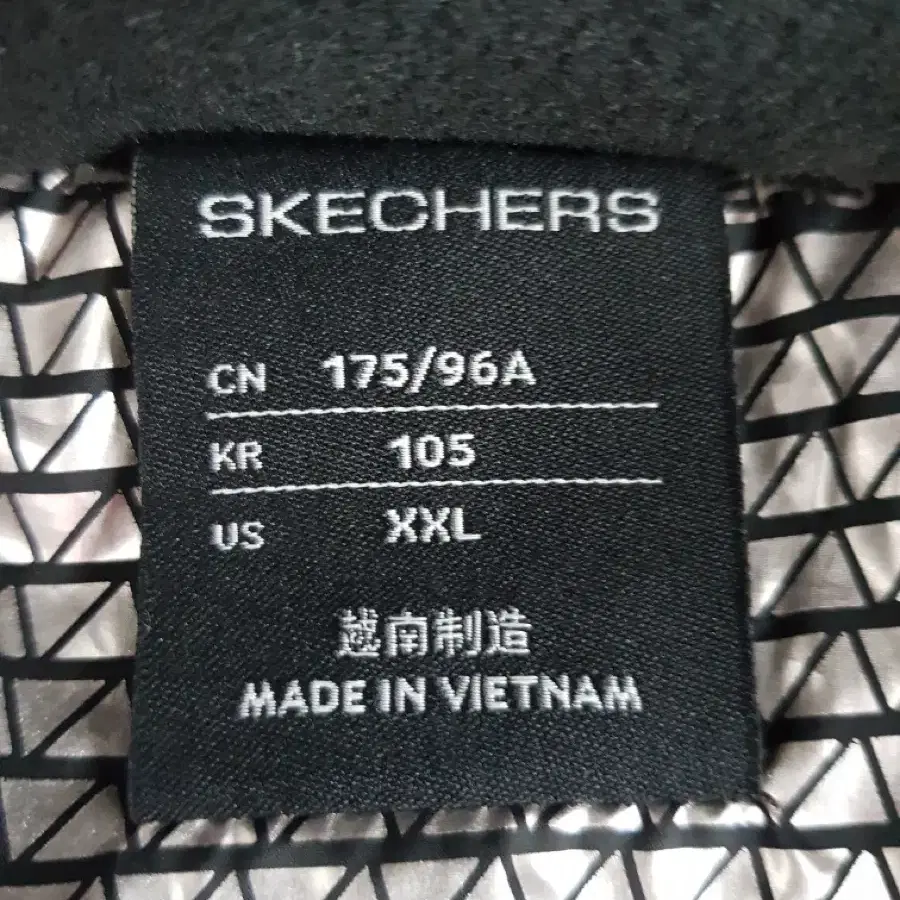 SKECHERS
CN 175/96A
KR 105
US XXL
越南制造
MADE IN VIETNAM